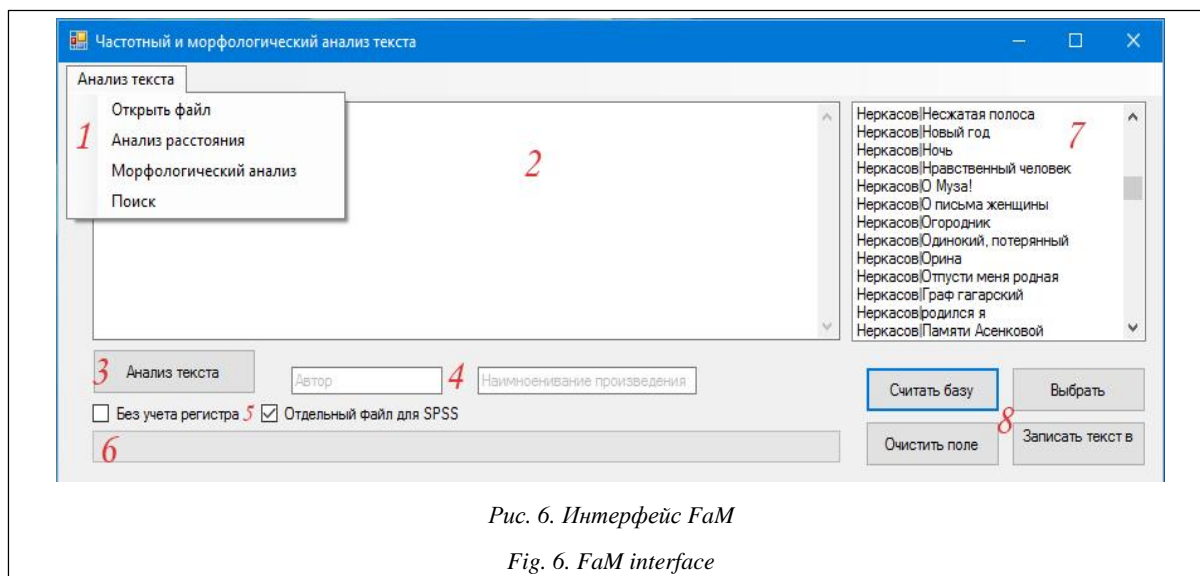 Частотный и морфологический анализ текста
Анализ текста
Открыть файл
1
Анализ расстояния
Морфологический анализ
Поиск
2
Неркасов|Несжатая полоса
Неркасов|Новый год
7
Неркасов|Ночь
Неркасов|Нравственный человек
Неркасов|О Муза!
Неркасов|О письма женщины
Неркасов|Огородник
Неркасов|Одинокий, потерянный
Неркасов|Орина
Неркасов|Отпусти меня родная
Неркасов|Граф гагарский
Неркасов|родился я
Неркасов|Памяти Асенковой
3 Анализ текста
Автор 4 Наимноенивание произведения
Без учета регистра 5 Отдельный файл для SPSS
6
Считать базу Выбрать
8
Очистить поле Записать текст в
Рис. 6. Интерфейс FaM
Fig. 6. FaM interface